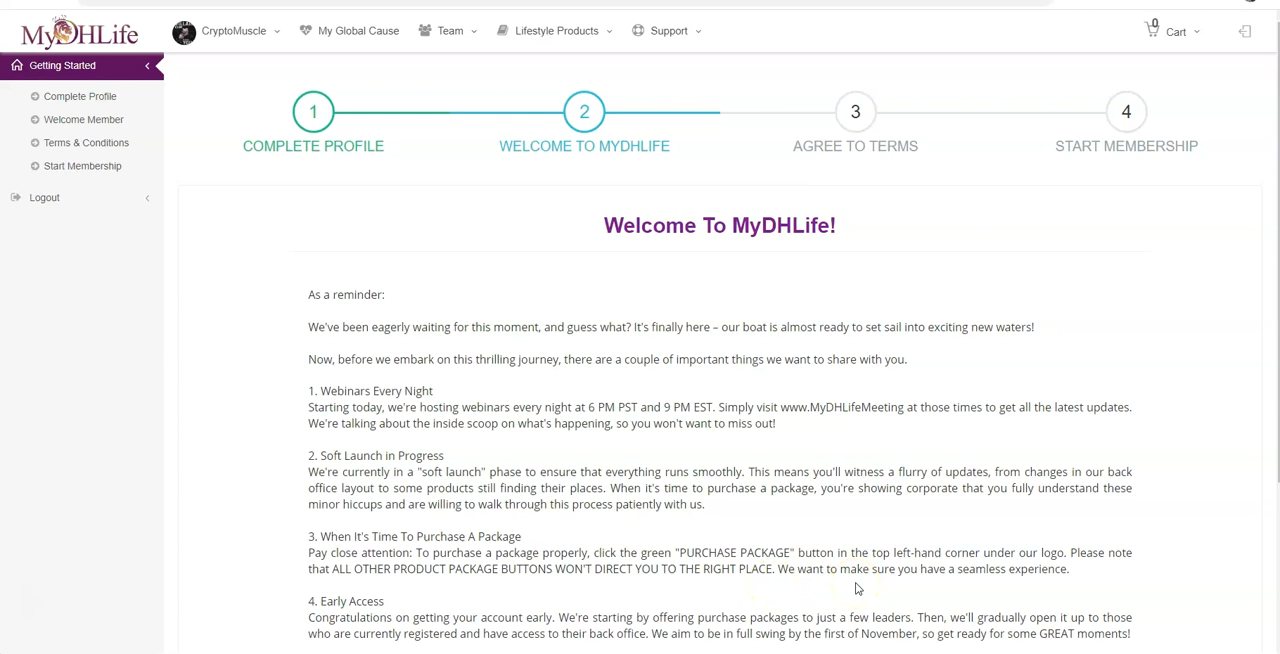 MyDHLife
CryptoMuscle
My Global Cause
Team
Lifestyle Products
Support
0
Cart
Getting Started
Complete Profile
Welcome Member
Terms & Conditions
Start Membership
Logout
1
2
3
4
COMPLETE PROFILE
WELCOME TO MYDHLIFE
AGREE TO TERMS
START MEMBERSHIP
Welcome To MyDHLife!
As a reminder:
We've been eagerly waiting for this moment, and guess what? It's finally here – our boat is almost ready to set sail into exciting new waters!
Now, before we embark on this thrilling journey, there are a couple of important things we want to share with you.
1. Webinars Every Night
Starting today, we're hosting webinars every night at 6 PM PST and 9 PM EST. Simply visit www.MyDHLifeMeeting at those times to get all the latest updates.
We're talking about the inside scoop on what's happening, so you won't want to miss out!
2. Soft Launch in Progress
We're currently in a "soft launch" phase to ensure that everything runs smoothly. This means you'll witness a flurry of updates, from changes in our back
office layout to some products still finding their places. When it's time to purchase a package, you're showing corporate that you fully understand these
minor hiccups and are willing to walk through this process patiently with us.
3. When It's Time To Purchase A Package
Pay close attention: To purchase a package properly, click the green "PURCHASE PACKAGE" button in the top left-hand corner under our logo. Please note
that ALL OTHER PRODUCT PACKAGE BUTTONS WON'T DIRECT YOU TO THE RIGHT PLACE. We want to make sure you have a seamless experience.
4. Early Access
Congratulations on getting your account early. We're starting by offering purchase packages to just a few leaders. Then, we'll gradually open it up to those
who are currently registered and have access to their back office. We aim to be in full swing by the first of November, so get ready for some GREAT moments!